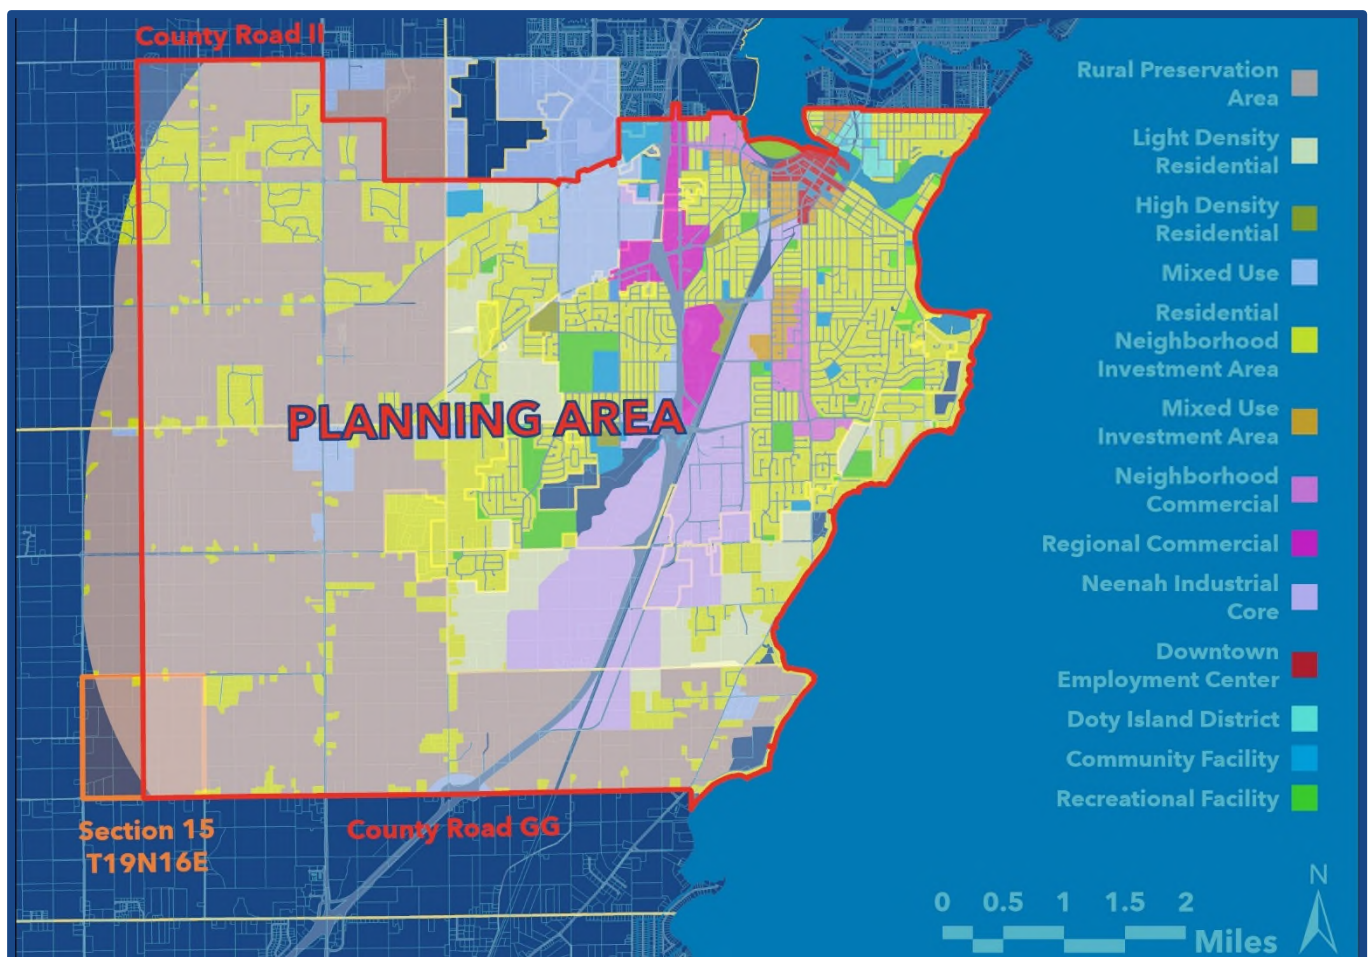 County Road II
PLANNING AREA
Section 15
T19N16E
County Road GG
Rural Preservation
Area
Light Density
Residential
High Density
Residential
Mixed Use
Residential
Neighborhood
Investment Area
Mixed Use
Investment Area
Neighborhood
Commercial
Regional Commercial
Neenah Industrial
Core
Downtown
Employment Center
Doty Island District
Community Facility
Recreational Facility
N
0 0.5 1 1.5 2
Miles